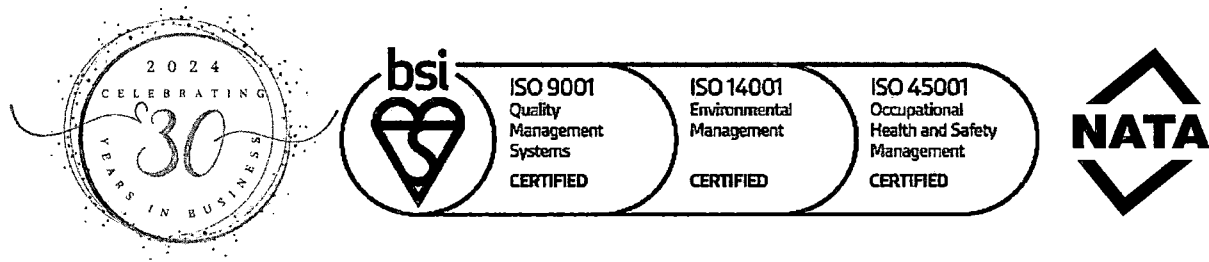 2024
CELEBRATING
30
YEARS IN BUSINESS
bsi
ISO 9001
Quality
Management
Systems
CERTIFIED
ISO 14001
Environmental
Management
CERTIFIED
ISO 45001
Occupational
Health and Safety
Management
CERTIFIED
NATA